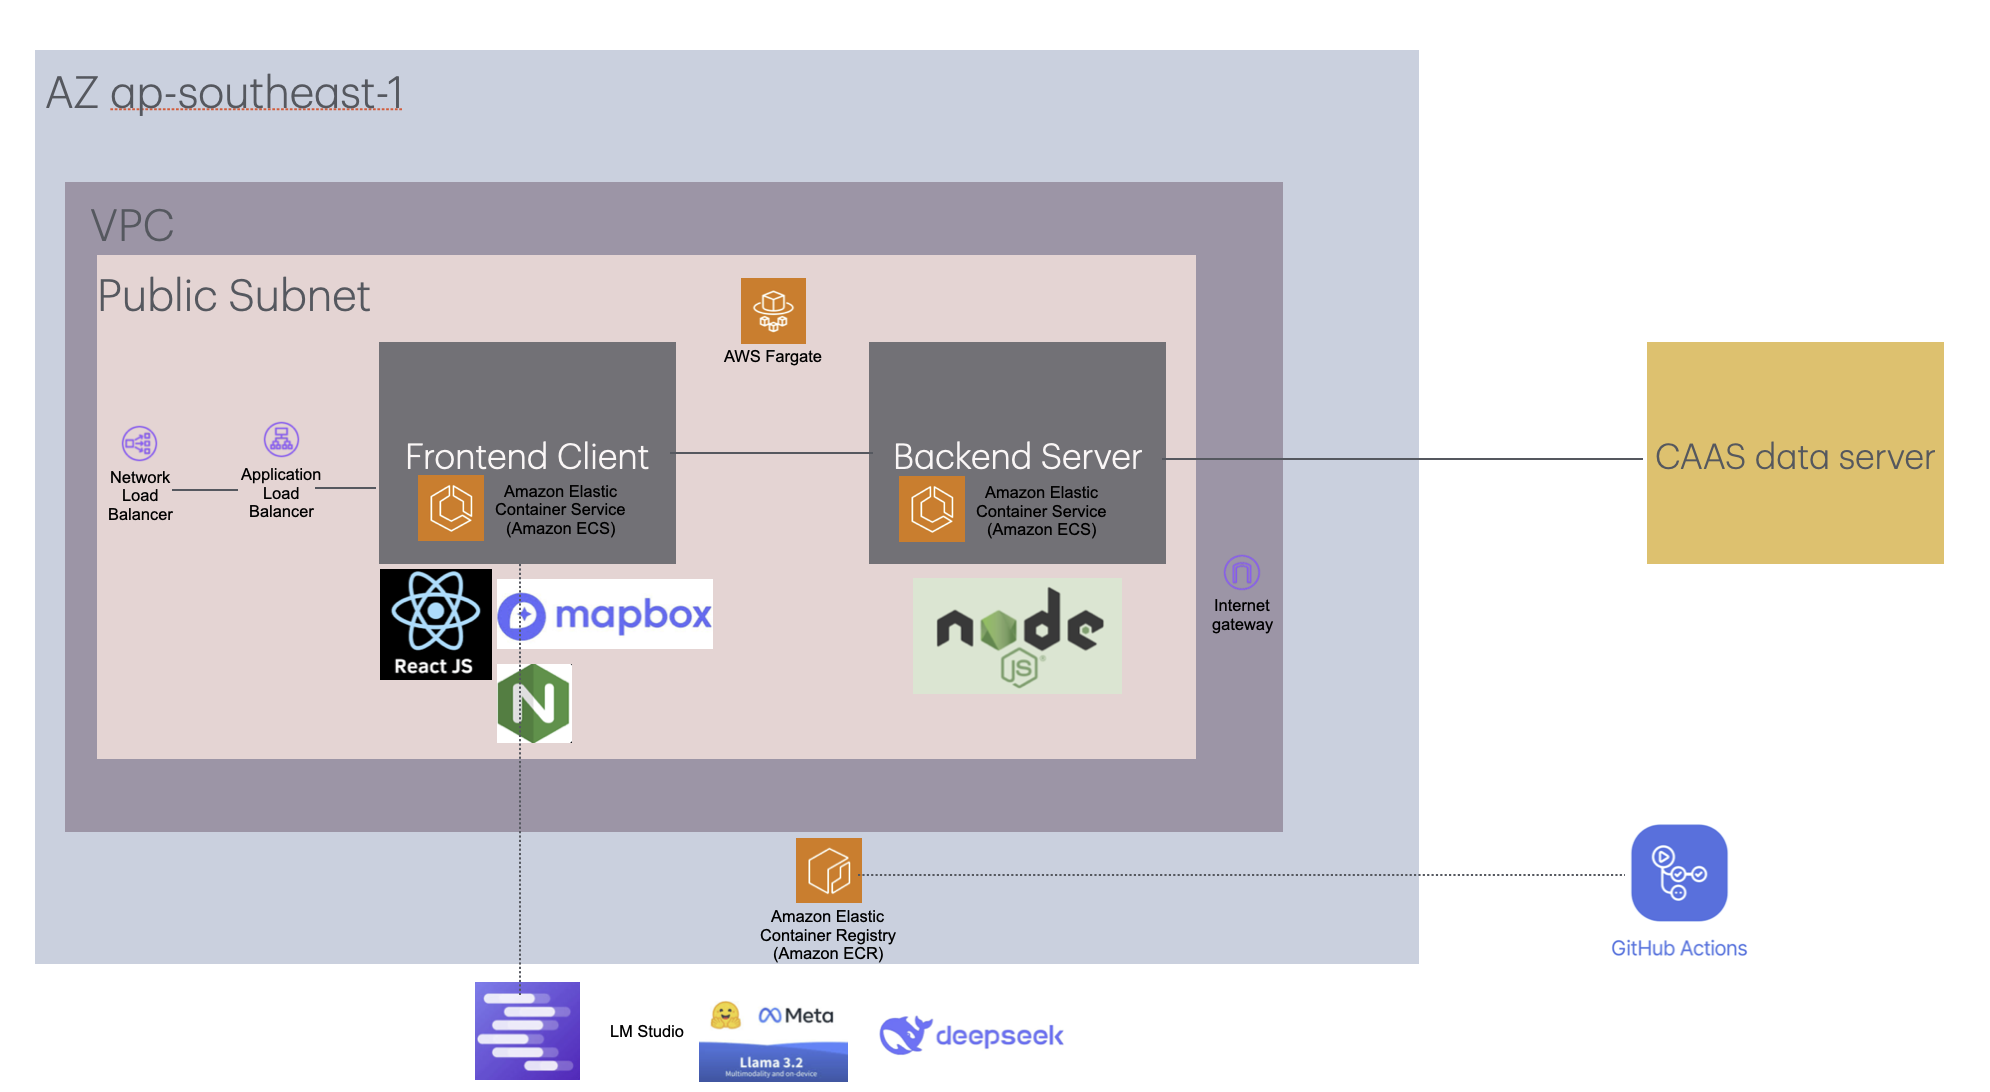 AZ ap-southeast-1
VPC
Public Subnet
AWS Fargate
Network
Load
Balancer
Application
Load
Balancer
Frontend Client
Amazon Elastic
Container Service
(Amazon ECS)
Backend Server
Amazon Elastic
Container Service
(Amazon ECS)
CAAS data server
React JS
mapbox
N
node
JS
Internet
gateway
Amazon Elastic
Container Registry
(Amazon ECR)
GitHub Actions
LM Studio
Meta
Llama 3.2
Multimodality and on-device
deepseek